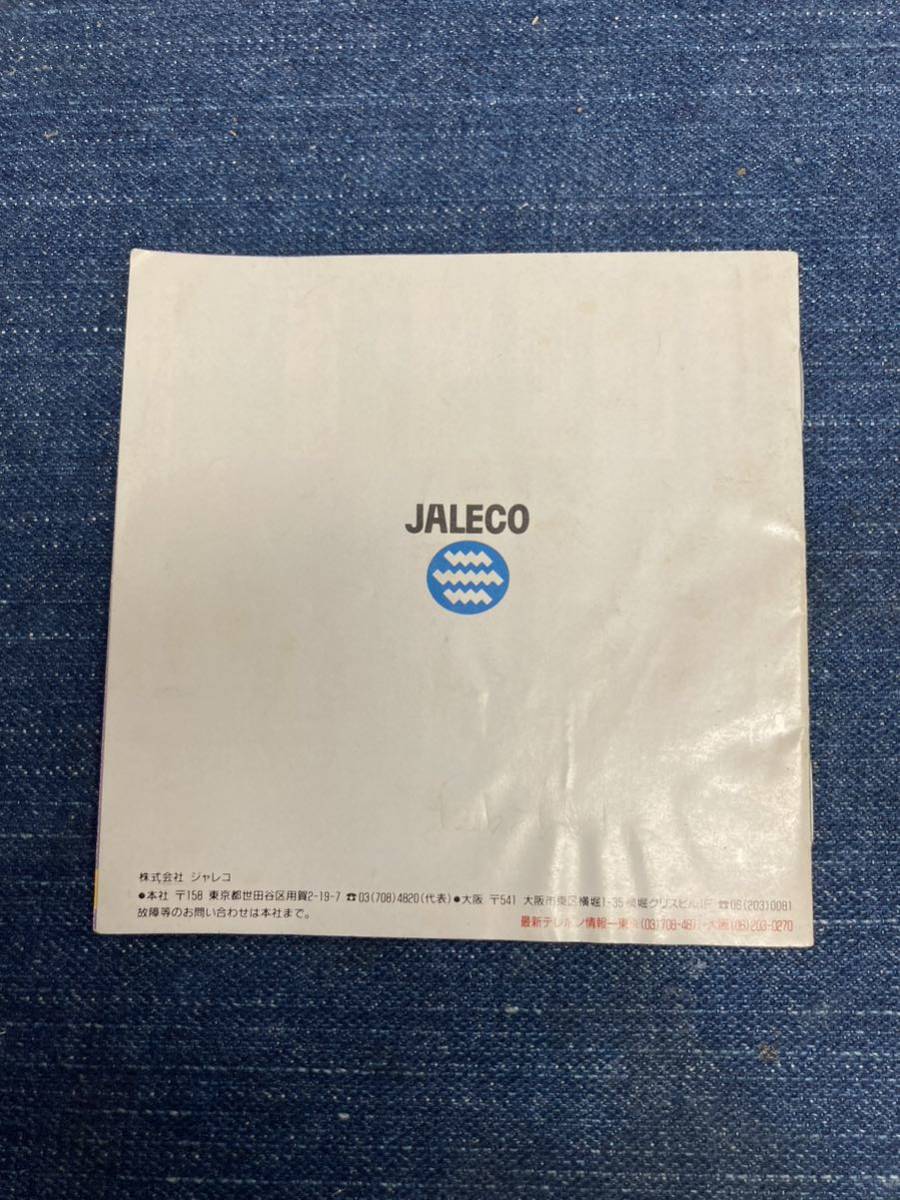 JALECO
株式会社 ジャレコ
●本社 〒158 東京都世田谷区用賀2-19-7 ☎03(708)4820(代表)●大阪 〒541 大阪市東区横堀1-35 横堀クリスビル1F ☎06(203)0081
故障等のお問い合わせは本社まで。
最新テレホン情報—東京(03)708-487 ・大阪(06)203-0270